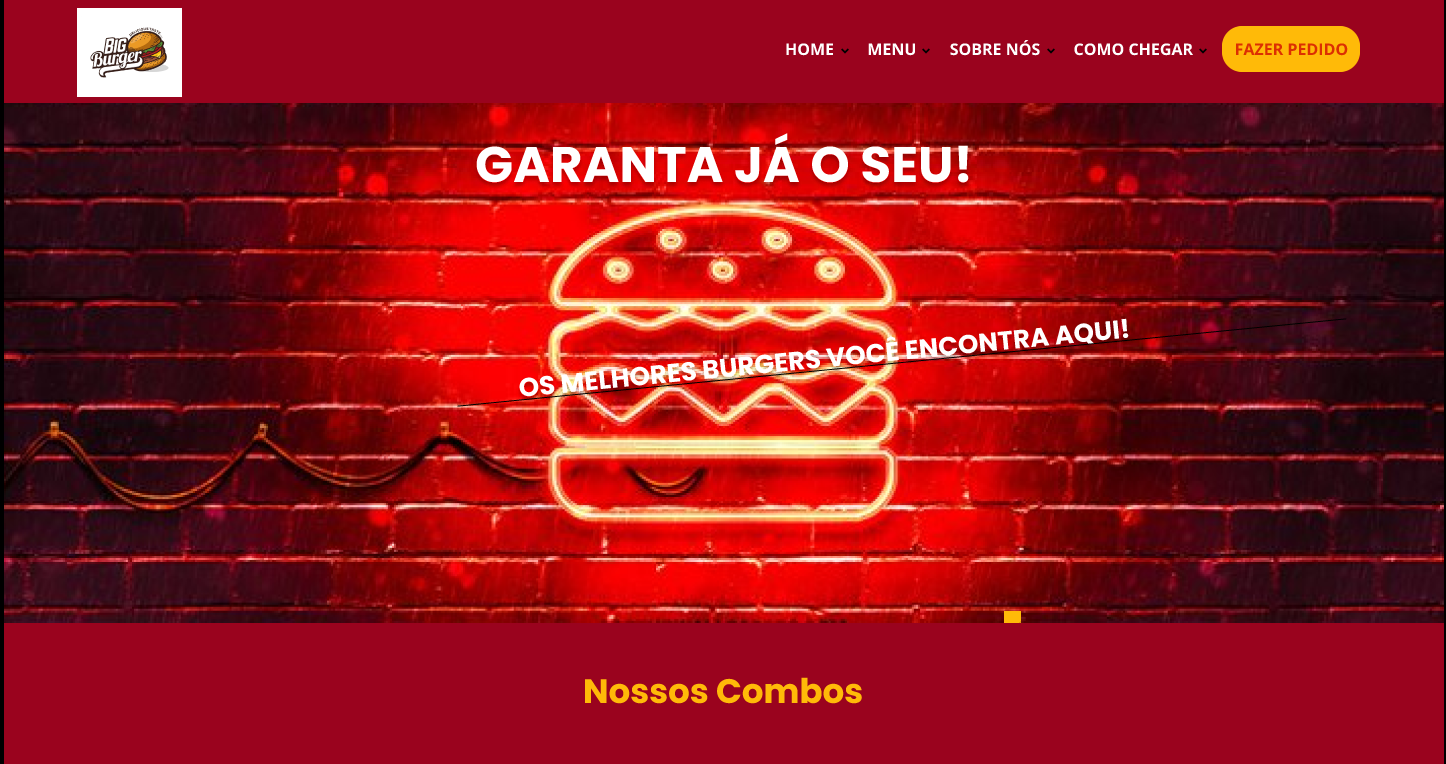 BIG
Burger
HOME MENU SOBRE NÓS COMO CHEGAR FAZER PEDIDO
GARANTA JÁ O SEU!
OS MELHORES BURGERS VOCÊ ENCONTRA AQUI!
Nossos Combos